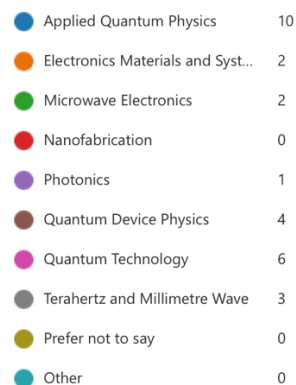 Applied Quantum Physics 10
Electronics Materials and Syst... 2
Microwave Electronics 2
Nanofabrication 0
Photonics 1
Quantum Device Physics 4
Quantum Technology 6
Terahertz and Millimetre Wave 3
Prefer not to say 0
Other 0